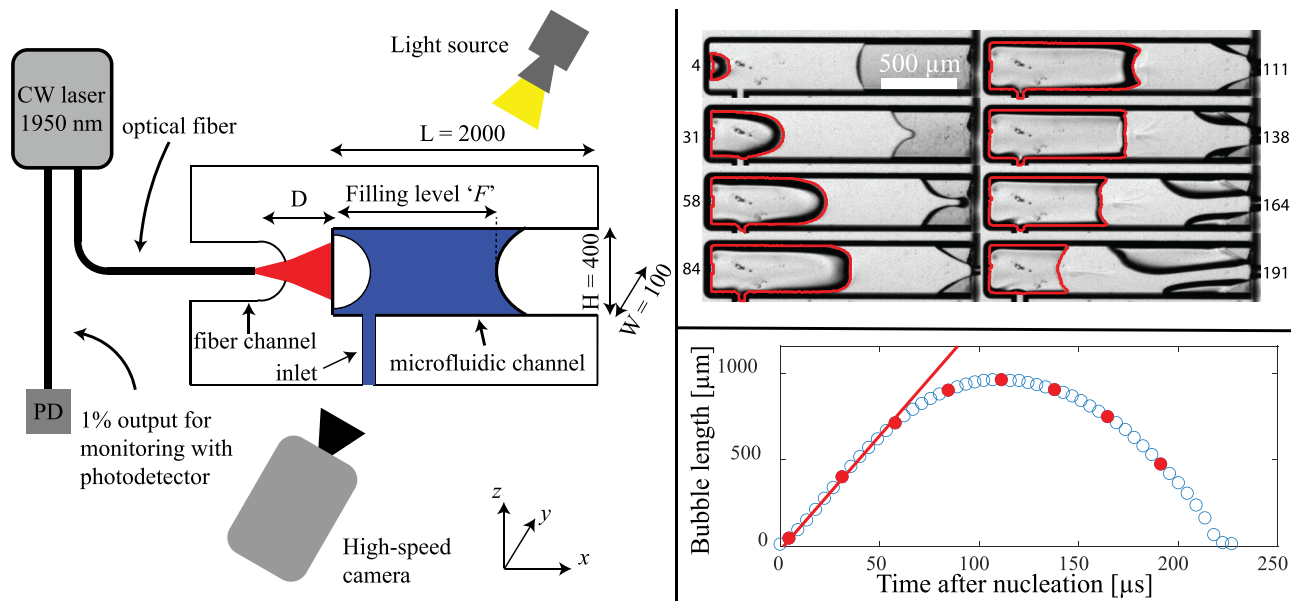 Light source
CW laser
1950 nm
optical fiber
L = 2000
D
Filling level ‘F’
H = 400
W = 100
fiber channel
inlet
microfluidic channel
PD
1% output for
monitoring with
photodetector
High-speed
camera
z
y
x
4
500 µm
111
31
138
58
164
84
191
Bubble length [µm]
1000
500
0
0
50
100
150
200
250
Time after nucleation [µs]